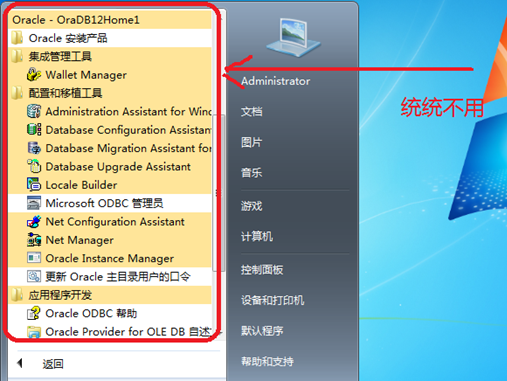 Oracle - OraDB12Home1
Oracle 安装产品
集成管理工具
Wallet Manager
配置和移植工具
Administration Assistant for Wind
Database Configuration Assistan
Database Migration Assistant fo
Database Upgrade Assistant
Locale Builder
Microsoft ODBC 管理员
Net Configuration Assistant
Net Manager
Oracle Instance Manager
更新 Oracle 主目录用户的口令
应用程序开发
Oracle ODBC 帮助
Oracle Provider for OLE DB 自述
返回
Administrator
文档
图片
音乐
游戏
计算机
控制面板
设备和打印机
默认程序
帮助和支持
统统不用